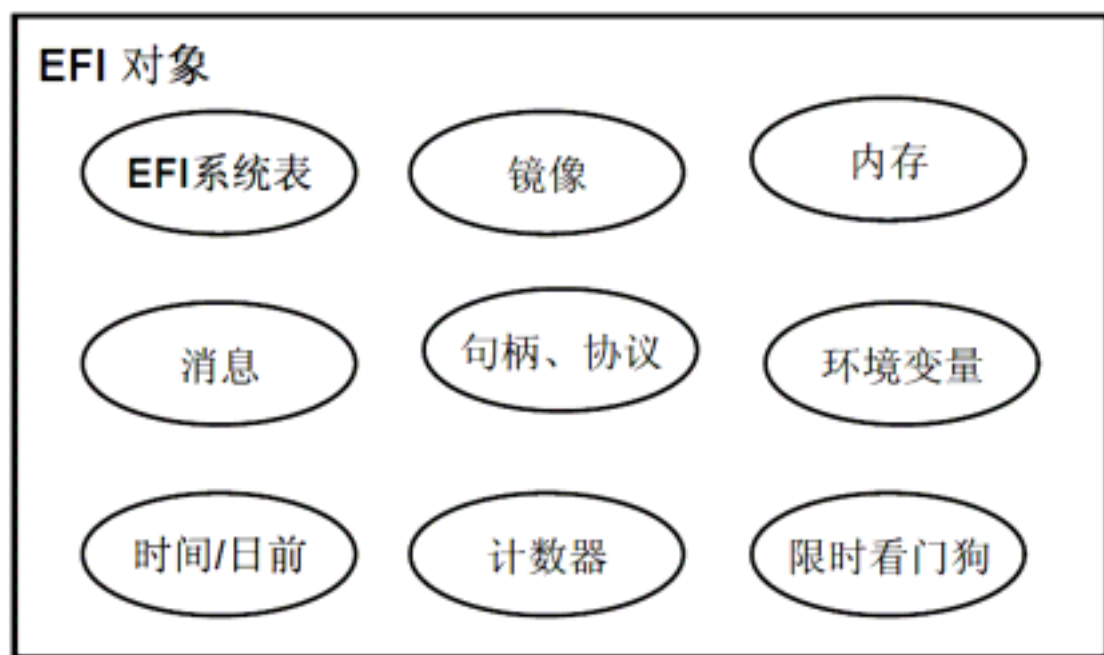 EFI 对象
EFI系统表
镜像
内存
消息
句柄、协议
环境变量
时间/日前
计数器
限时看门狗